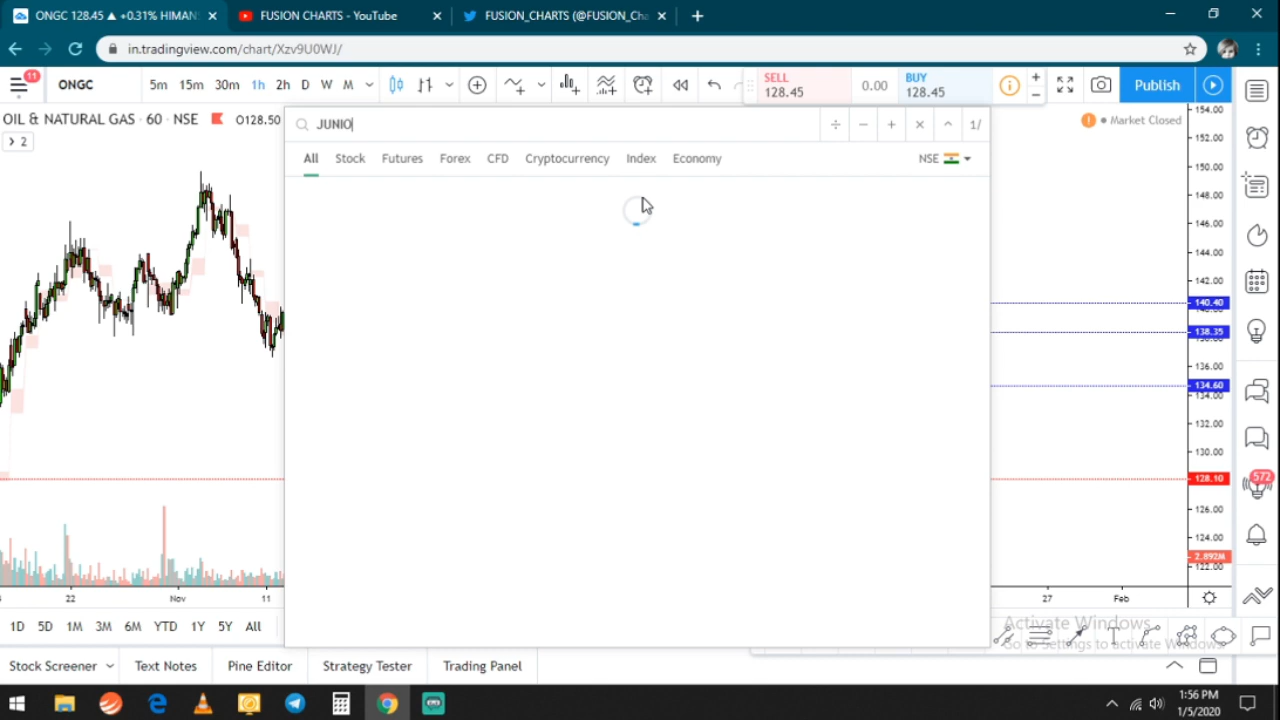 ONGC 128.45 ▲ +0.31% HIMAN
FUSION CHARTS - YouTube
FUSION_CHARTS (@FUSION_Cha
in.tradingview.com/chart/Xzv9U0WJ/
11
ONGC
5m 15m 30m 1h 2h D W M
SELL
128.45
0.00
BUY
128.45
Publish
OIL & NATURAL GAS · 60 · NSE
O128.50
2
JUNIO
÷ − + × ^ 1/
All Stock Futures Forex CFD Cryptocurrency Index Economy
NSE
Market Closed
154.00
152.00
150.00
148.00
146.00
144.00
142.00
140.40
138.35
136.00
134.60
134.00
132.00
130.00
128.10
126.00
124.00
2.892M
122.00
572
22 Nov 11 27 Feb
1D 5D 1M 3M 6M YTD 1Y 5Y All
Activate Windows
Go to Settings to activate Windows.
Stock Screener Text Notes Pine Editor Strategy Tester Trading Panel
1:56 PM
1/5/2020